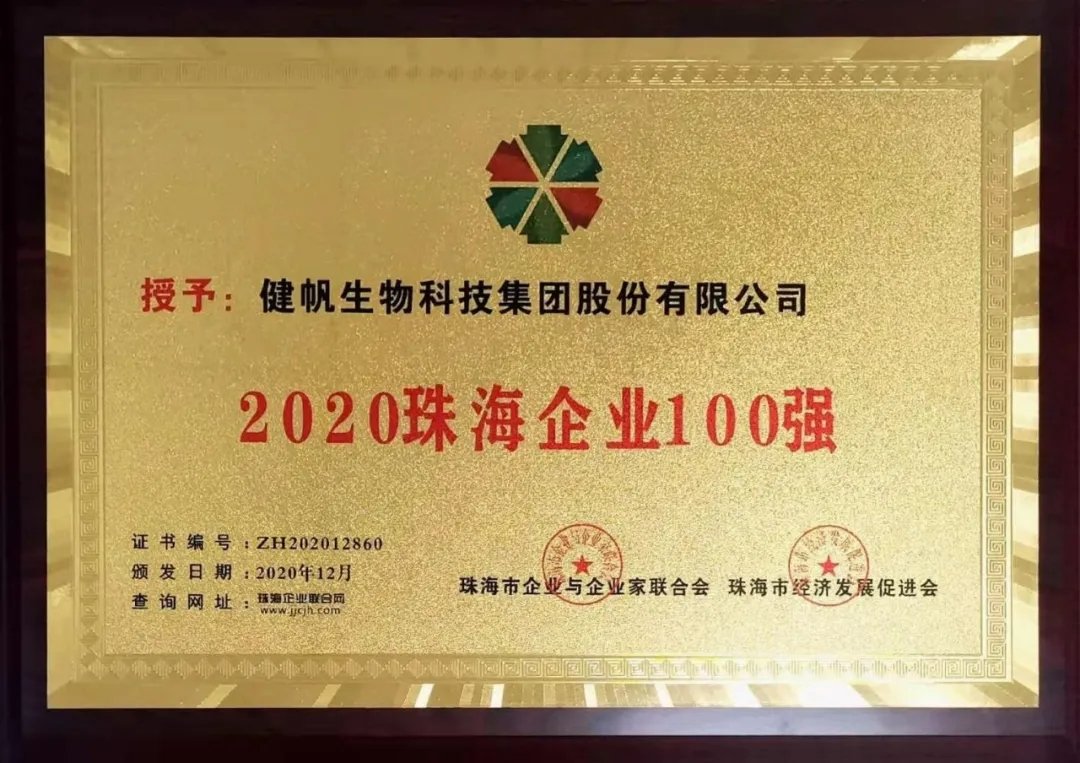 授予：健帆生物科技集团股份有限公司
2020珠海企业100强
证书编号：ZH202012860
颁发日期：2020年12月
查询网址：珠海企业联合网
www.jjcjh.com
珠海市企业与企业家联合会 珠海市经济发展促进会